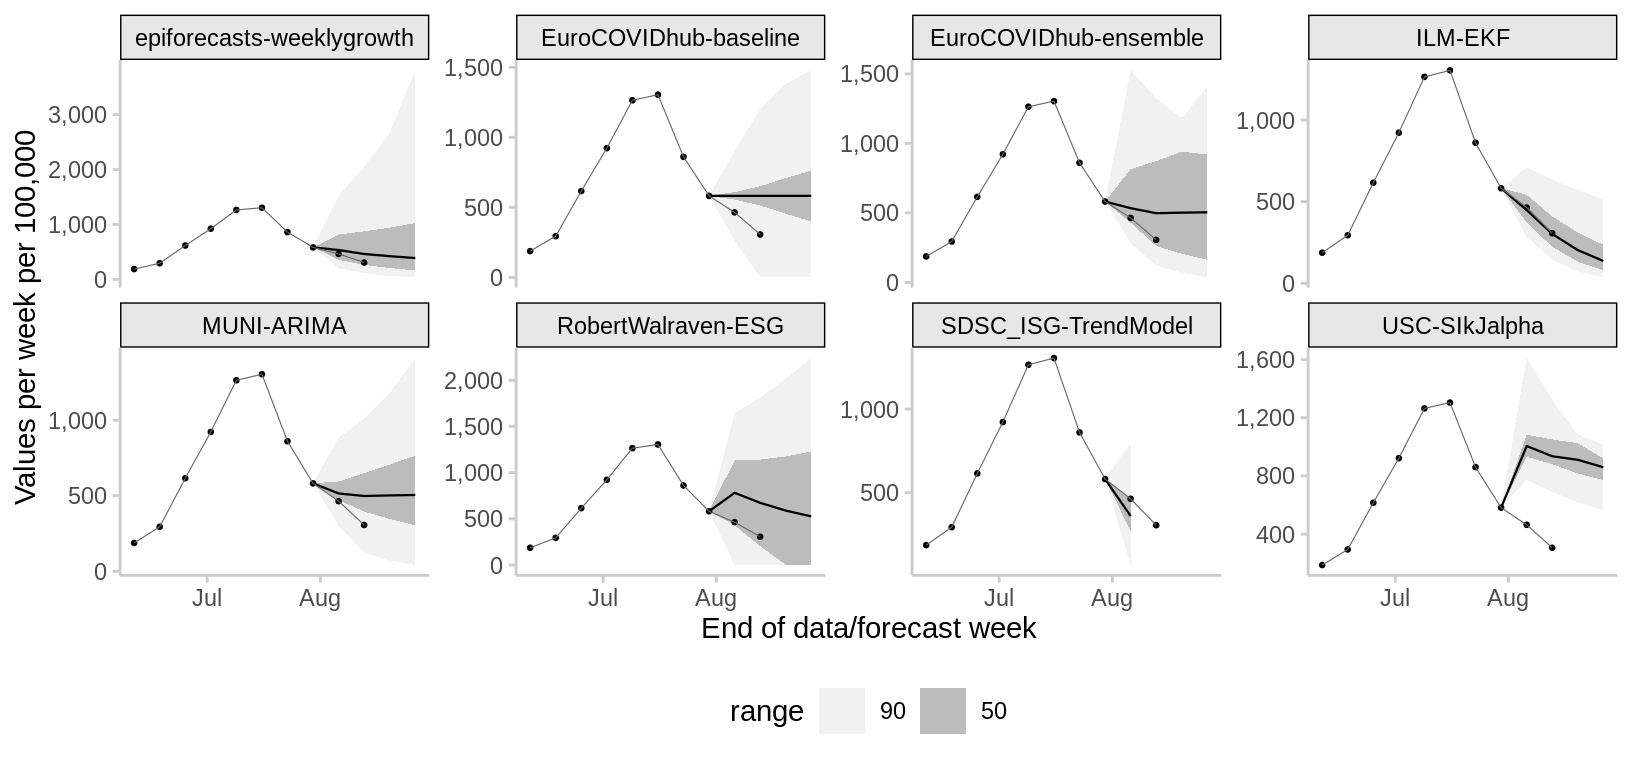 epiforecasts-weeklygrowth
EuroCOVIDhub-baseline
EuroCOVIDhub-ensemble
ILM-EKF
3,000
2,000
1,000
0
1,500
1,000
500
0
1,500
1,000
500
0
1,000
500
0
Values per week per 100,000
MUNI-ARIMA
RobertWalraven-ESG
SDSC_ISG-TrendModel
USC-SIkJalpha
1,000
500
0
2,000
1,500
1,000
500
0
1,000
500
1,600
1,200
800
400
Jul Aug
Jul Aug
Jul Aug
Jul Aug
End of data/forecast week
range 90 50